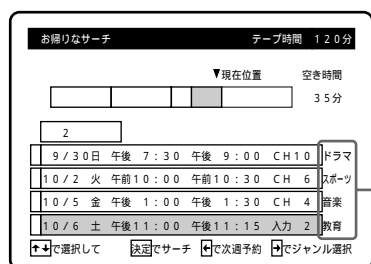 お帰りなサーチ テープ時間 120分
▼現在位置 空き時間
35分
2
9/30日 午後 7:30 午後 9:00 CH10 ドラマ
10/2 火 午前10:00 午前10:30 CH 6 スポーツ
10/5 金 午後 1:00 午後 1:30 CH 4 音楽
10/6 土 午後11:00 午後11:15 入力 2 教育
↑↓で選択して 決定でサーチ ←で次週予約 →でジャンル選択